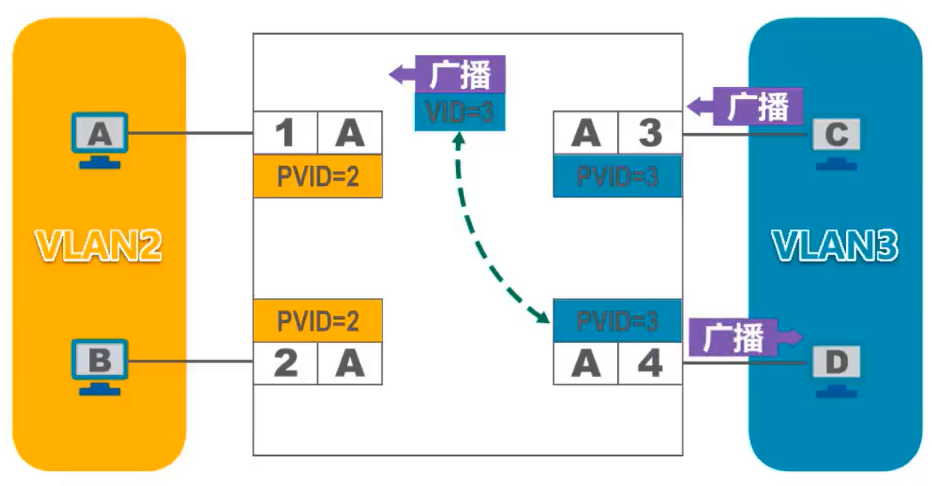 广播
VID=3
广播
A
1 A
A 3
C
PVID=2
PVID=3
VLAN2
VLAN3
PVID=2
PVID=3
广播
B
2 A
A 4
D